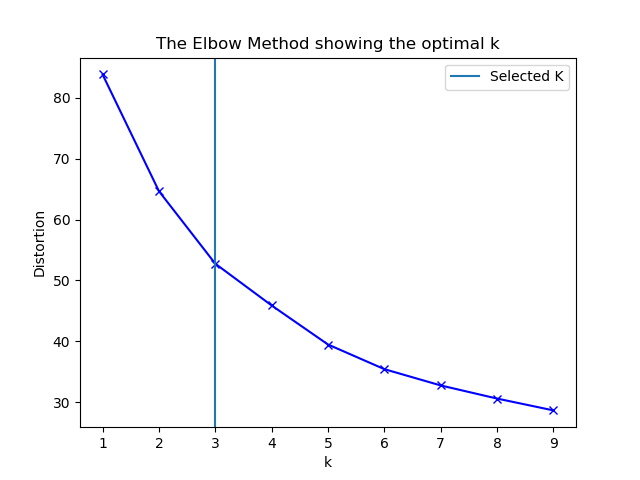 The Elbow Method showing the optimal k
Selected K
80
70
60
50
40
30
Distortion
1 2 3 4 5 6 7 8 9
k